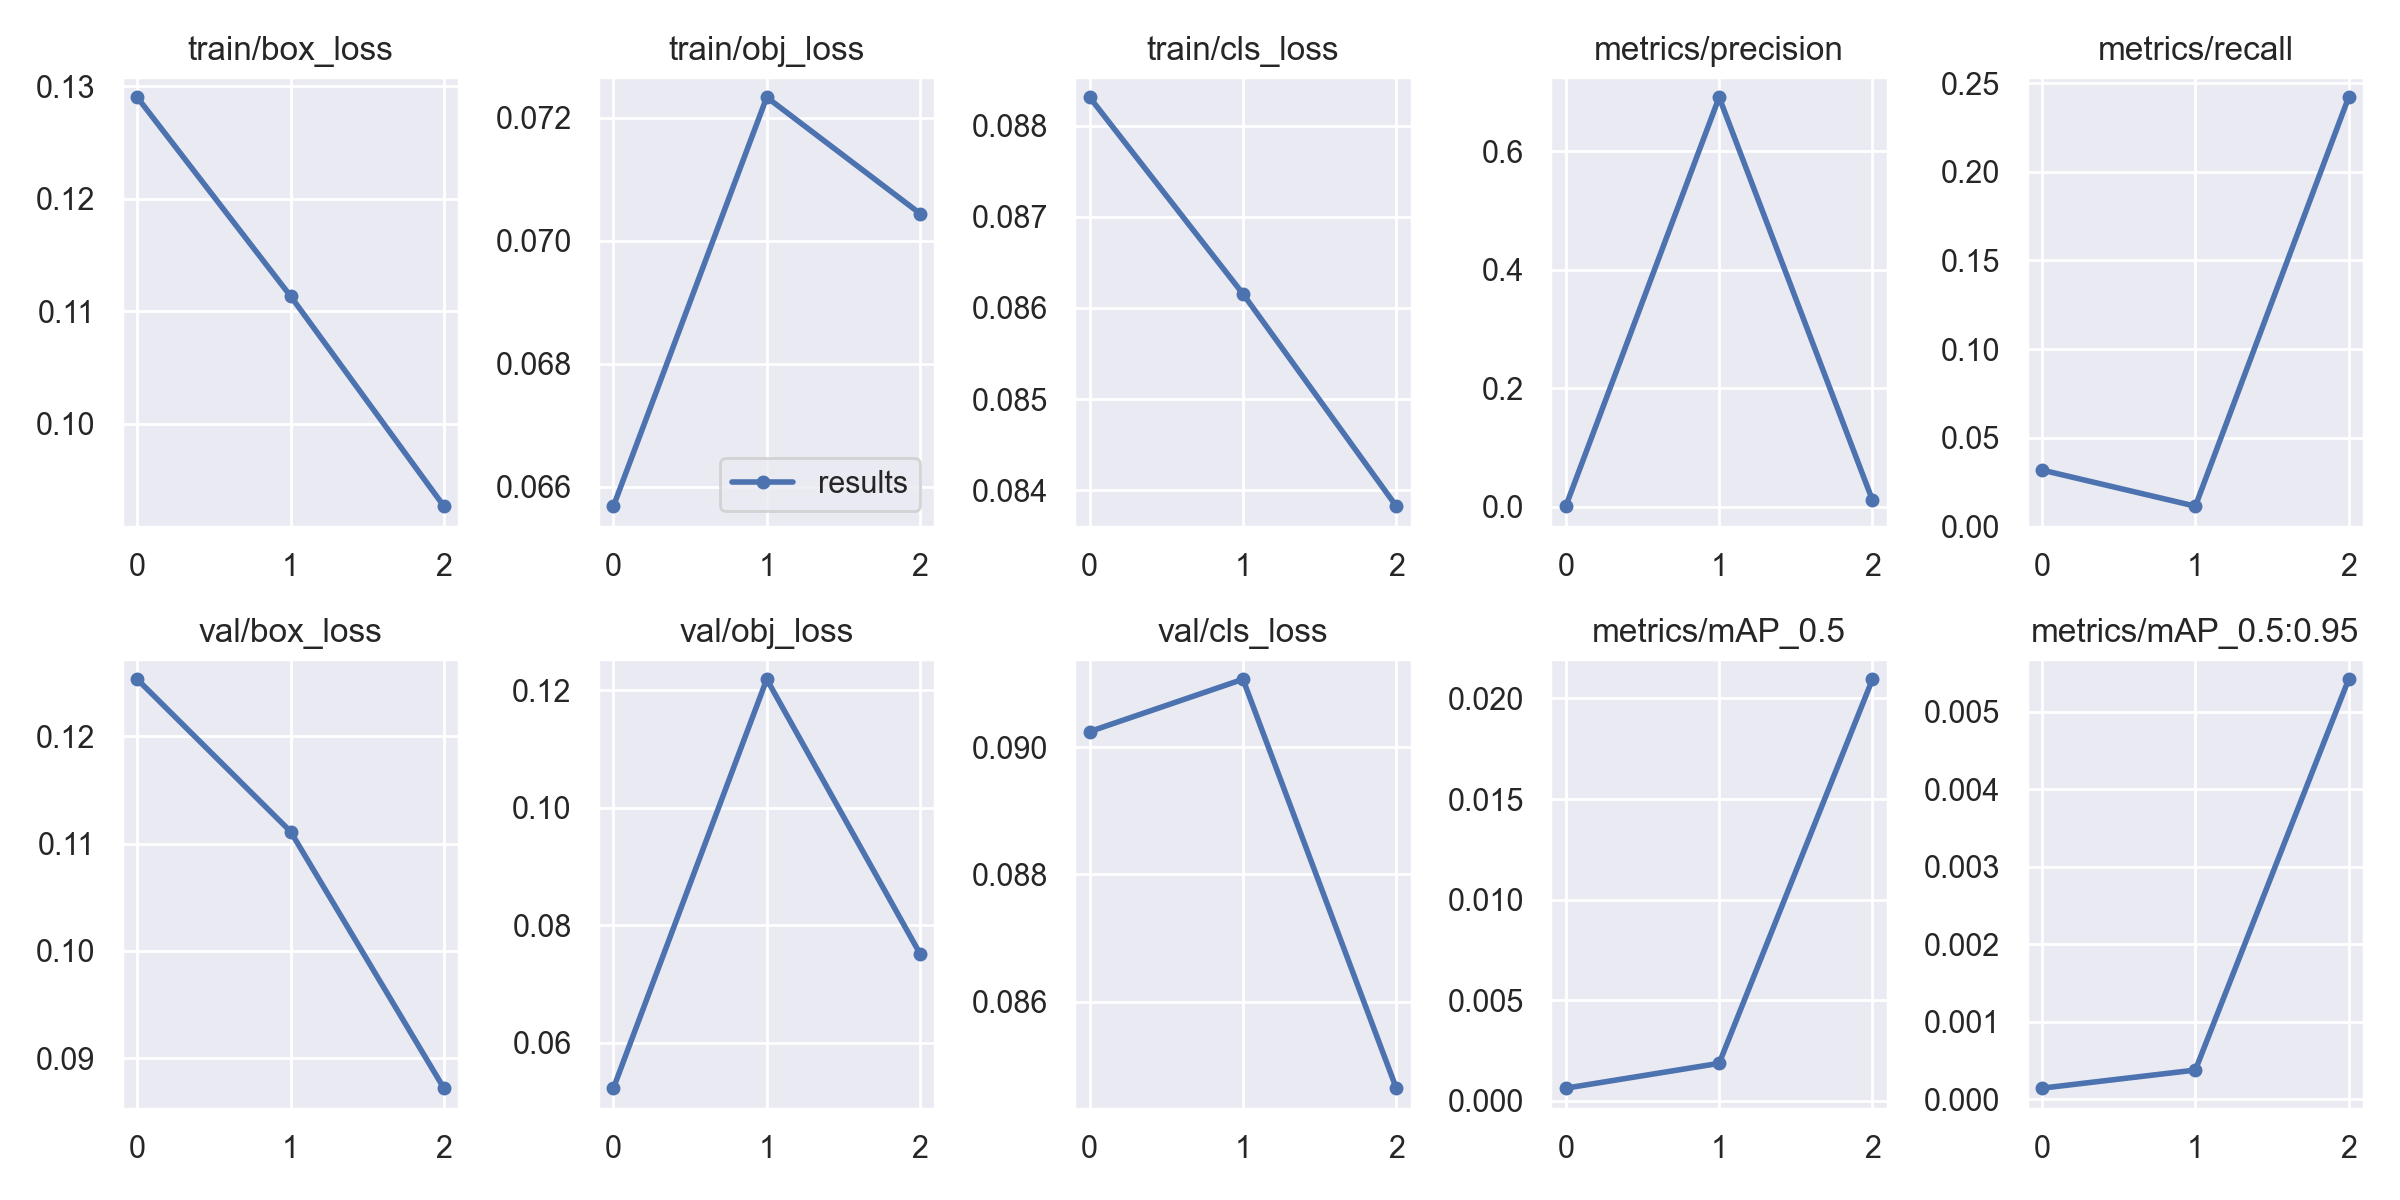 train/box_loss
train/obj_loss
train/cls_loss
metrics/precision
metrics/recall
0.13
0.12
0.11
0.10
0 1 2
0.072
0.070
0.068
0.066
results
0 1 2
0.088
0.087
0.086
0.085
0.084
0 1 2
0.6
0.4
0.2
0.0
0 1 2
0.25
0.20
0.15
0.10
0.05
0.00
0 1 2
val/box_loss
val/obj_loss
val/cls_loss
metrics/mAP_0.5
metrics/mAP_0.5:0.95
0.12
0.11
0.10
0.09
0 1 2
0.12
0.10
0.08
0.06
0 1 2
0.090
0.088
0.086
0 1 2
0.020
0.015
0.010
0.005
0.000
0 1 2
0.005
0.004
0.003
0.002
0.001
0.000
0 1 2